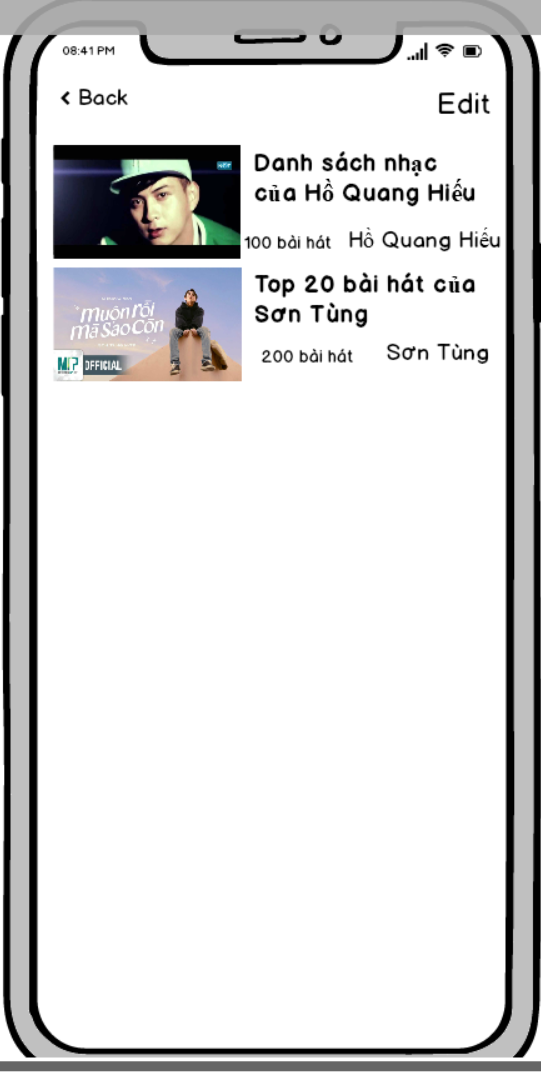 08:41 PM
< Back
Edit
Danh sách nhạc
của Hồ Quang Hiếu
100 bài hát
Hồ Quang Hiếu
muộn rồi
mà sao còn
OFFICIAL
Top 20 bài hát của
Sơn Tùng
200 bài hát
Sơn Tùng